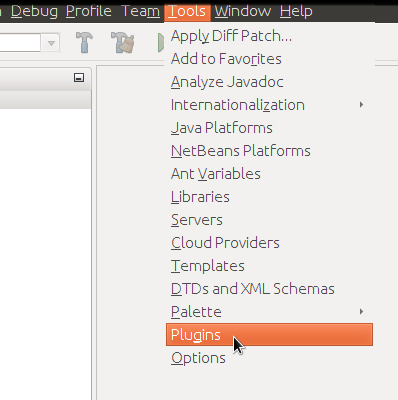 Debug Profile Team Tools Window Help
Apply Diff Patch...
Add to Favorites
Analyze Javadoc
Internationalization
Java Platforms
NetBeans Platforms
Ant Variables
Libraries
Servers
Cloud Providers
Templates
DTDs and XML Schemas
Palette
Plugins
Options